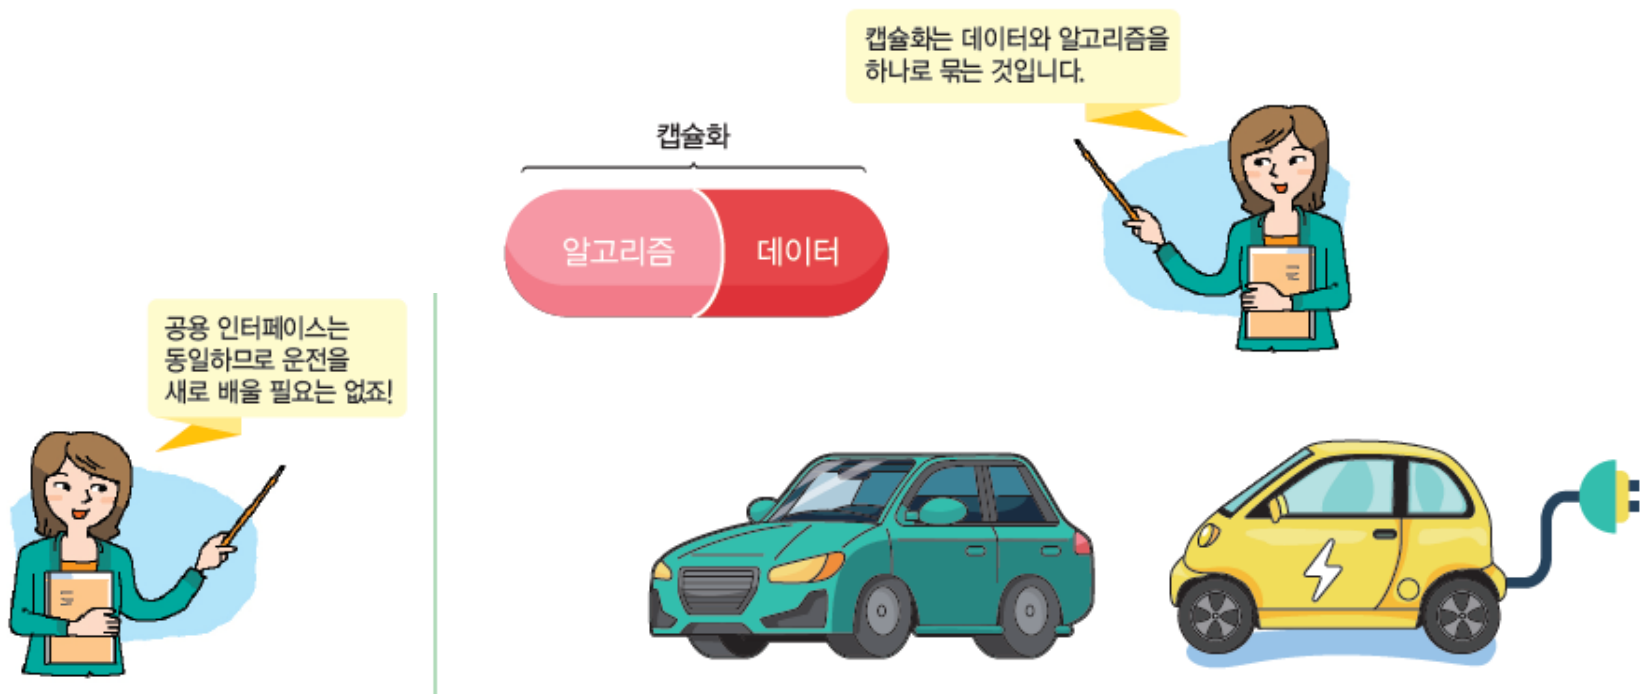 캡슐화는 데이터와 알고리즘을
하나로 묶는 것입니다.
캡슐화
알고리즘
데이터
공용 인터페이스는
동일하므로 운전을
새로 배울 필요는 없죠!